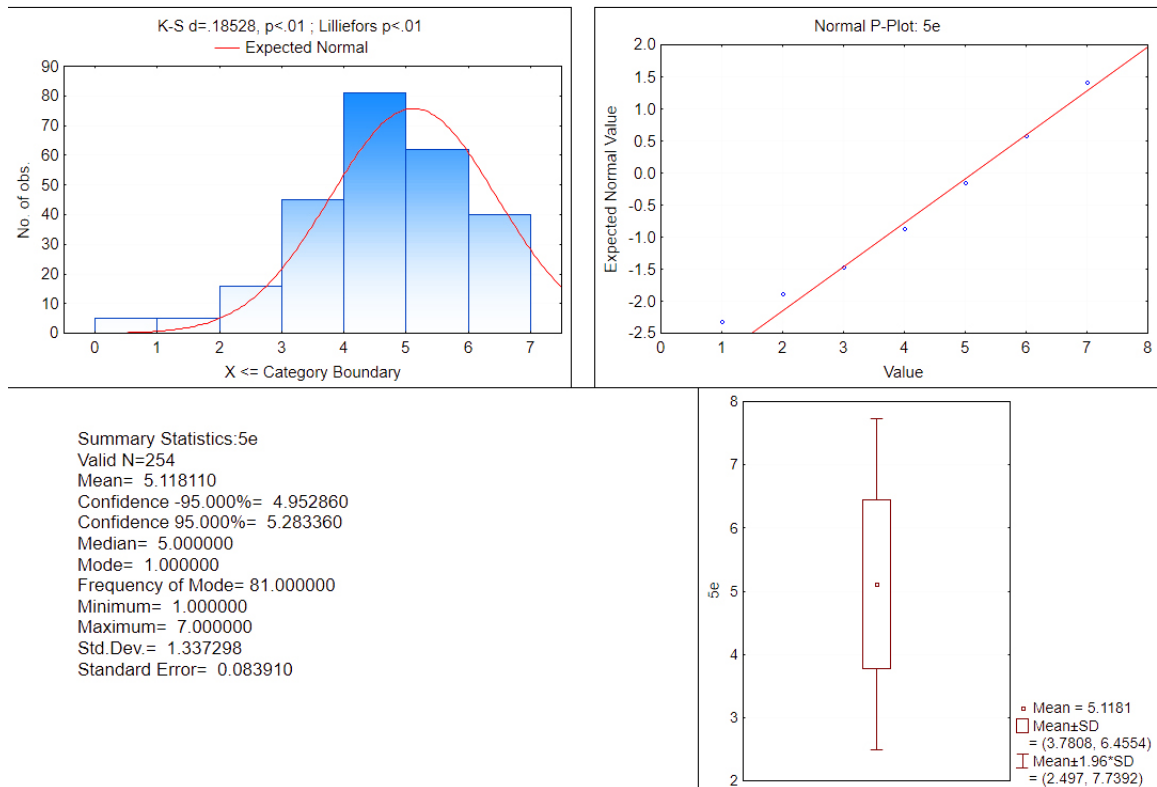 K-S d=.18528, p<.01 ; Lilliefors p<.01
Expected Normal
90
80
70
60
50
40
30
20
10
0
No. of obs.
0 1 2 3 4 5 6 7
X <= Category Boundary
Normal P-Plot: 5e
2.0
1.5
1.0
0.5
0.0
-0.5
-1.0
-1.5
-2.0
-2.5
Expected Normal Value
0 1 2 3 4 5 6 7 8
Value
Summary Statistics:5e
Valid N=254
Mean= 5.118110
Confidence -95.000%= 4.952860
Confidence 95.000%= 5.283360
Median= 5.000000
Mode= 1.000000
Frequency of Mode= 81.000000
Minimum= 1.000000
Maximum= 7.000000
Std.Dev.= 1.337298
Standard Error= 0.083910
8
7
6
5
4
3
2
5e
Mean = 5.1181
Mean±SD
= (3.7808, 6.4554)
Mean±1.96*SD
= (2.497, 7.7392)